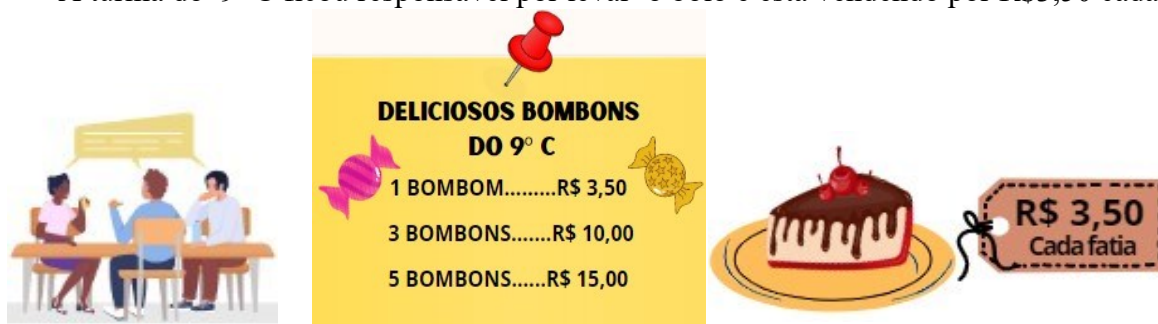 DELICIOSOS BOMBONS
DO 9º C
1 BOMBOM.........R$ 3,50
3 BOMBONS.......R$ 10,00
5 BOMBONS......R$ 15,00
R$ 3,50
Cada fatia